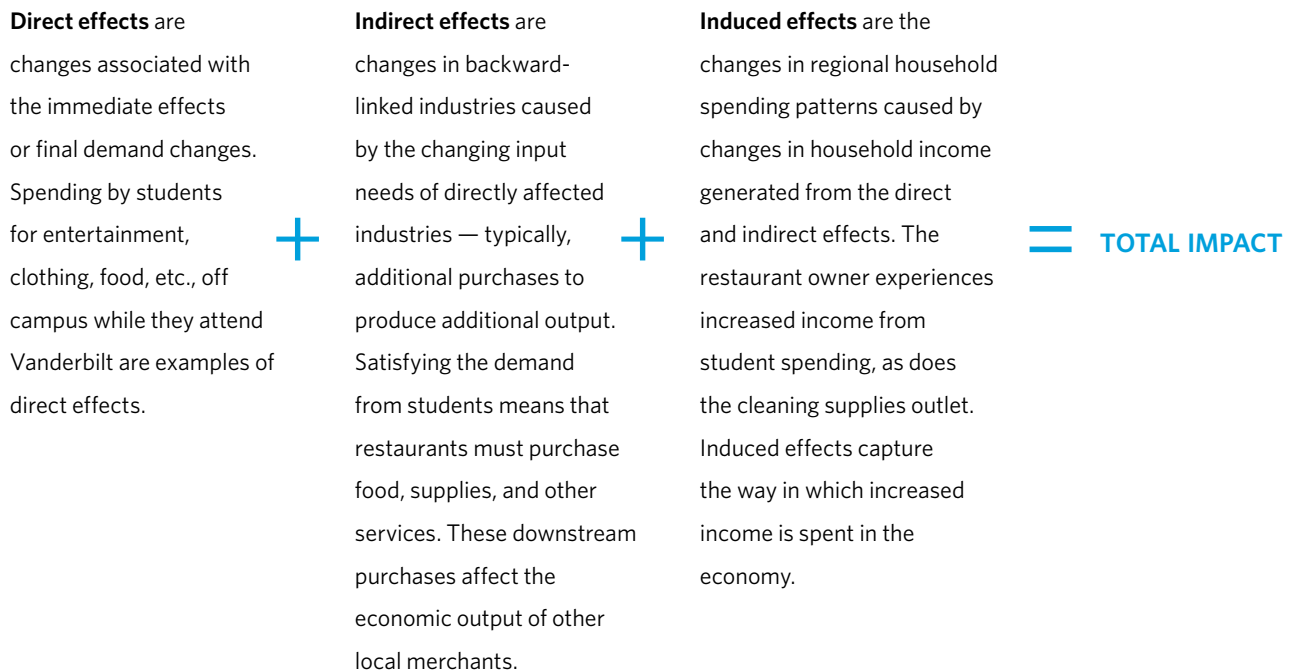 Direct effects are
changes associated with
the immediate effects
or final demand changes.
Spending by students
for entertainment,
clothing, food, etc., off
campus while they attend
Vanderbilt are examples of
direct effects.
+
Indirect effects are
changes in backward-
linked industries caused
by the changing input
needs of directly affected
industries — typically,
additional purchases to
produce additional output.
Satisfying the demand
from students means that
restaurants must purchase
food, supplies, and other
services. These downstream
purchases affect the
economic output of other
local merchants.
+
Induced effects are the
changes in regional household
spending patterns caused by
changes in household income
generated from the direct
and indirect effects. The
restaurant owner experiences
increased income from
student spending, as does
the cleaning supplies outlet.
Induced effects capture
the way in which increased
income is spent in the
economy.
= TOTAL IMPACT